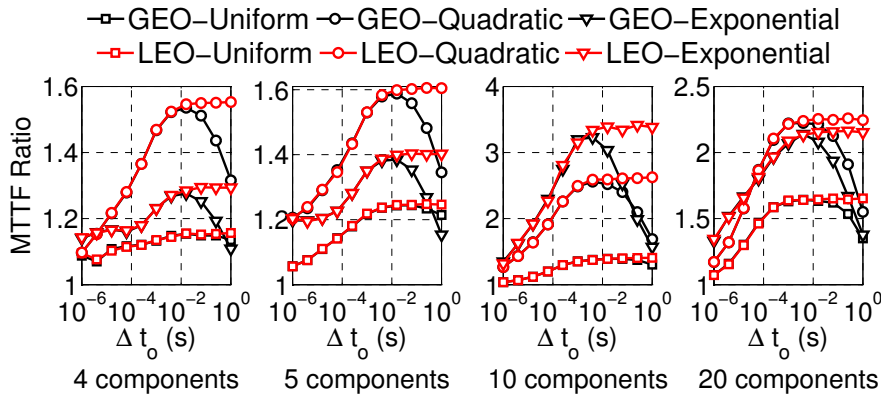 GEO−Uniform GEO−Quadratic GEO−Exponential
LEO−Uniform LEO−Quadratic LEO−Exponential
MTTF Ratio
1.6
1.4
1.2
1
10^−6 10^−4 10^−2 10^0
Δ t_o (s)
4 components
1.6
1.4
1.2
1
10^−6 10^−4 10^−2 10^0
Δ t_o (s)
5 components
4
3
2
1
10^−6 10^−4 10^−2 10^0
Δ t_o (s)
10 components
2.5
2
1.5
1
10^−6 10^−4 10^−2 10^0
Δ t_o (s)
20 components